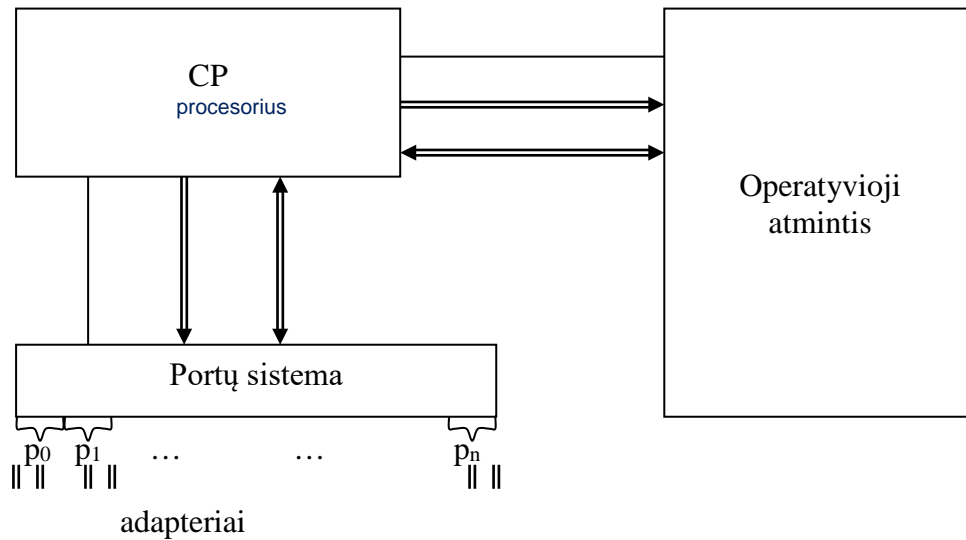 CP
procesorius
Operatyvioji
atmintis
Portų sistema
p0 p1 … … pn
adapteriai